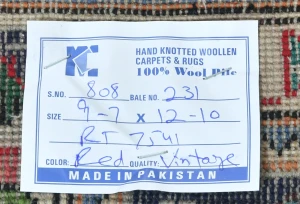 KC
HAND KNOTTED WOOLLEN
CARPETS & RUGS
100% Wool Pile
S.NO. 808 BALE NO. 231
SIZE 9-7 X 12-10
RT 7541
COLOR: Red QUALITY: Vintage
MADE IN PAKISTAN